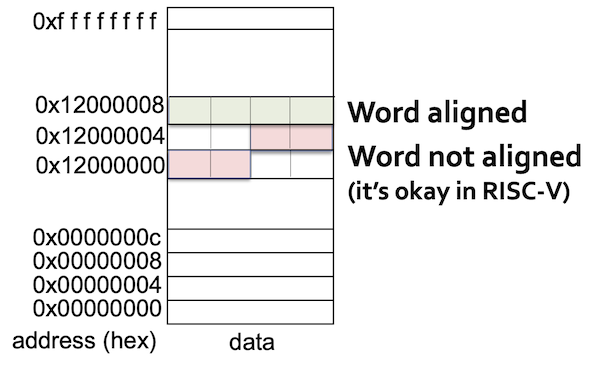 0xffffffff
0x12000008
Word aligned
0x12000004
0x12000000
Word not aligned
(it's okay in RISC-V)
0x0000000c
0x00000008
0x00000004
0x00000000
address (hex)
data